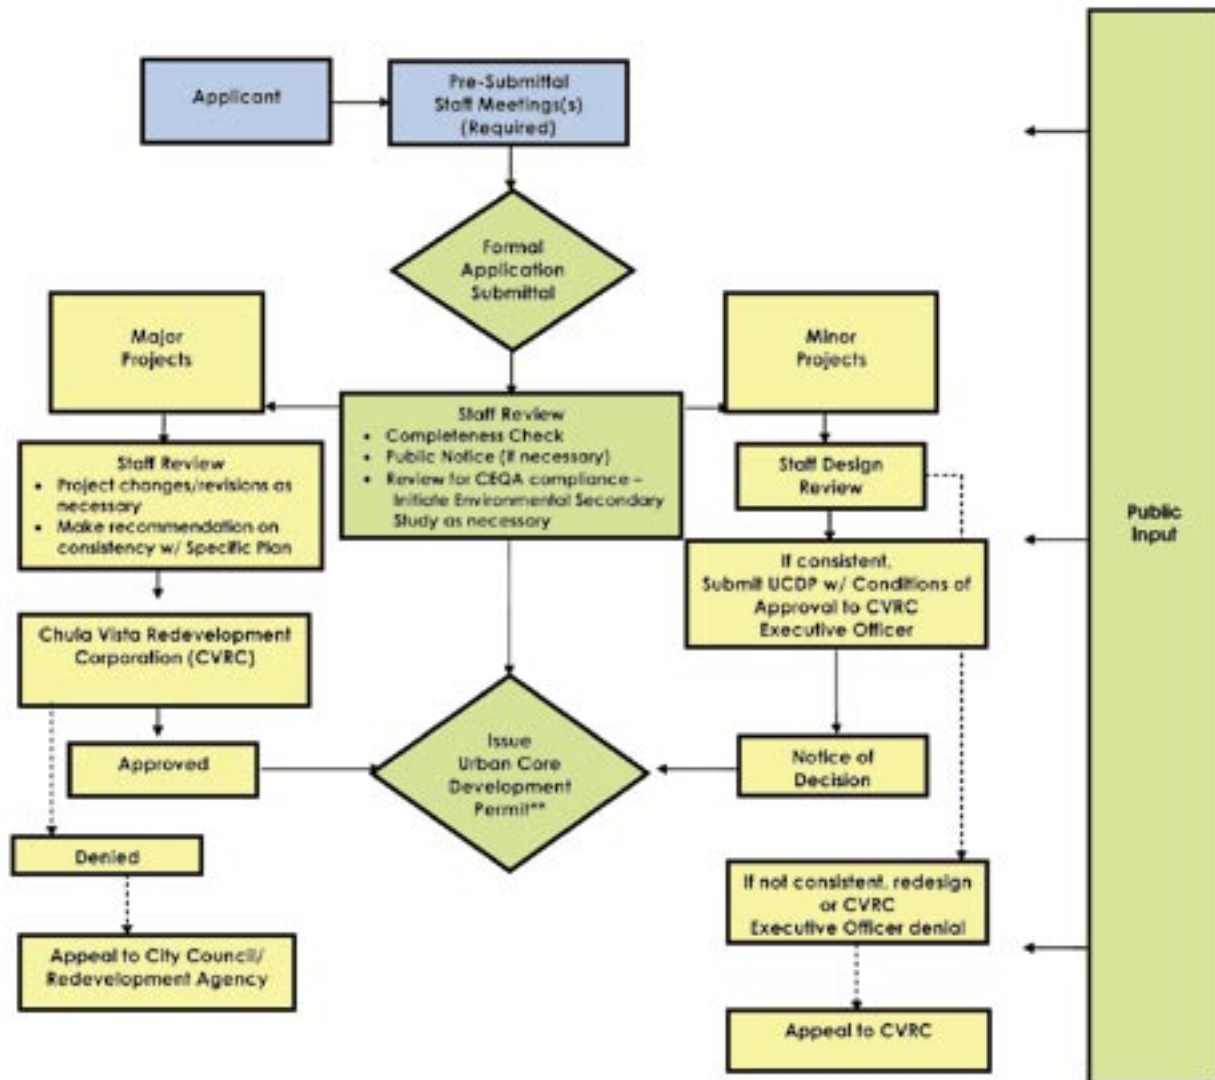 Applicant
Pre-Submittal
Staff Meetings(s)
(Required)
Formal
Application
Submittal
Major
Projects
Minor
Projects
Staff Review
• Completeness Check
• Public Notice (if necessary)
• Review for CEQA compliance –
Initiate Environmental Secondary
Study as necessary
Staff Review
• Project changes/revisions as
necessary
• Make recommendation on
consistency w/ Specific Plan
Staff Design
Review
Public
Input
If consistent,
Submit UCDP w/ Conditions of
Approval to CVRC
Executive Officer
Chula Vista Redevelopment
Corporation (CVRC)
Approved
Issue
Urban Core
Development
Permit**
Notice of
Decision
Denied
If not consistent, redesign
or CVRC
Executive Officer denial
Appeal to City Council/
Redevelopment Agency
Appeal to CVRC